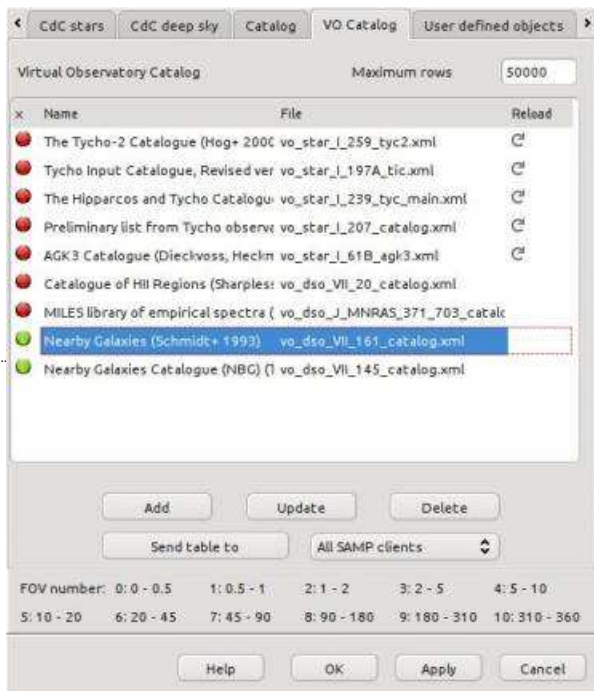 CdC stars CdC deep sky Catalog VO Catalog User defined objects
Virtual Observatory Catalog Maximum rows 50000
x Name File Reload
The Tycho-2 Catalogue (Hog+ 2000 vo_star_I_259_tyc2.xml
Tycho Input Catalogue, Revised ver vo_star_I_197A_tic.xml
The Hipparcos and Tycho Catalogu vo_star_I_239_tyc_main.xml
Preliminary list from Tycho observa vo_star_I_207_catalog.xml
AGK3 Catalogue (Dieckvoss, Heckm vo_star_I_61B_agk3.xml
Catalogue of HII Regions (Sharpless vo_dso_VII_20_catalog.xml
MILES library of empirical spectra ( vo_dso_J_MNRAS_371_703_catalc
Nearby Galaxies (Schmidt+ 1993) vo_dso_VII_161_catalog.xml
Nearby Galaxies Catalogue (NBG) (T vo_dso_VII_145_catalog.xml
Add Update Delete
Send table to All SAMP clients
FOV number: 0: 0 - 0.5 1: 0.5 - 1 2: 1 - 2 3: 2 - 5 4: 5 - 10
5: 10 - 20 6: 20 - 45 7: 45 - 90 8: 90 - 180 9: 180 - 310 10: 310 - 360
Help OK Apply Cancel